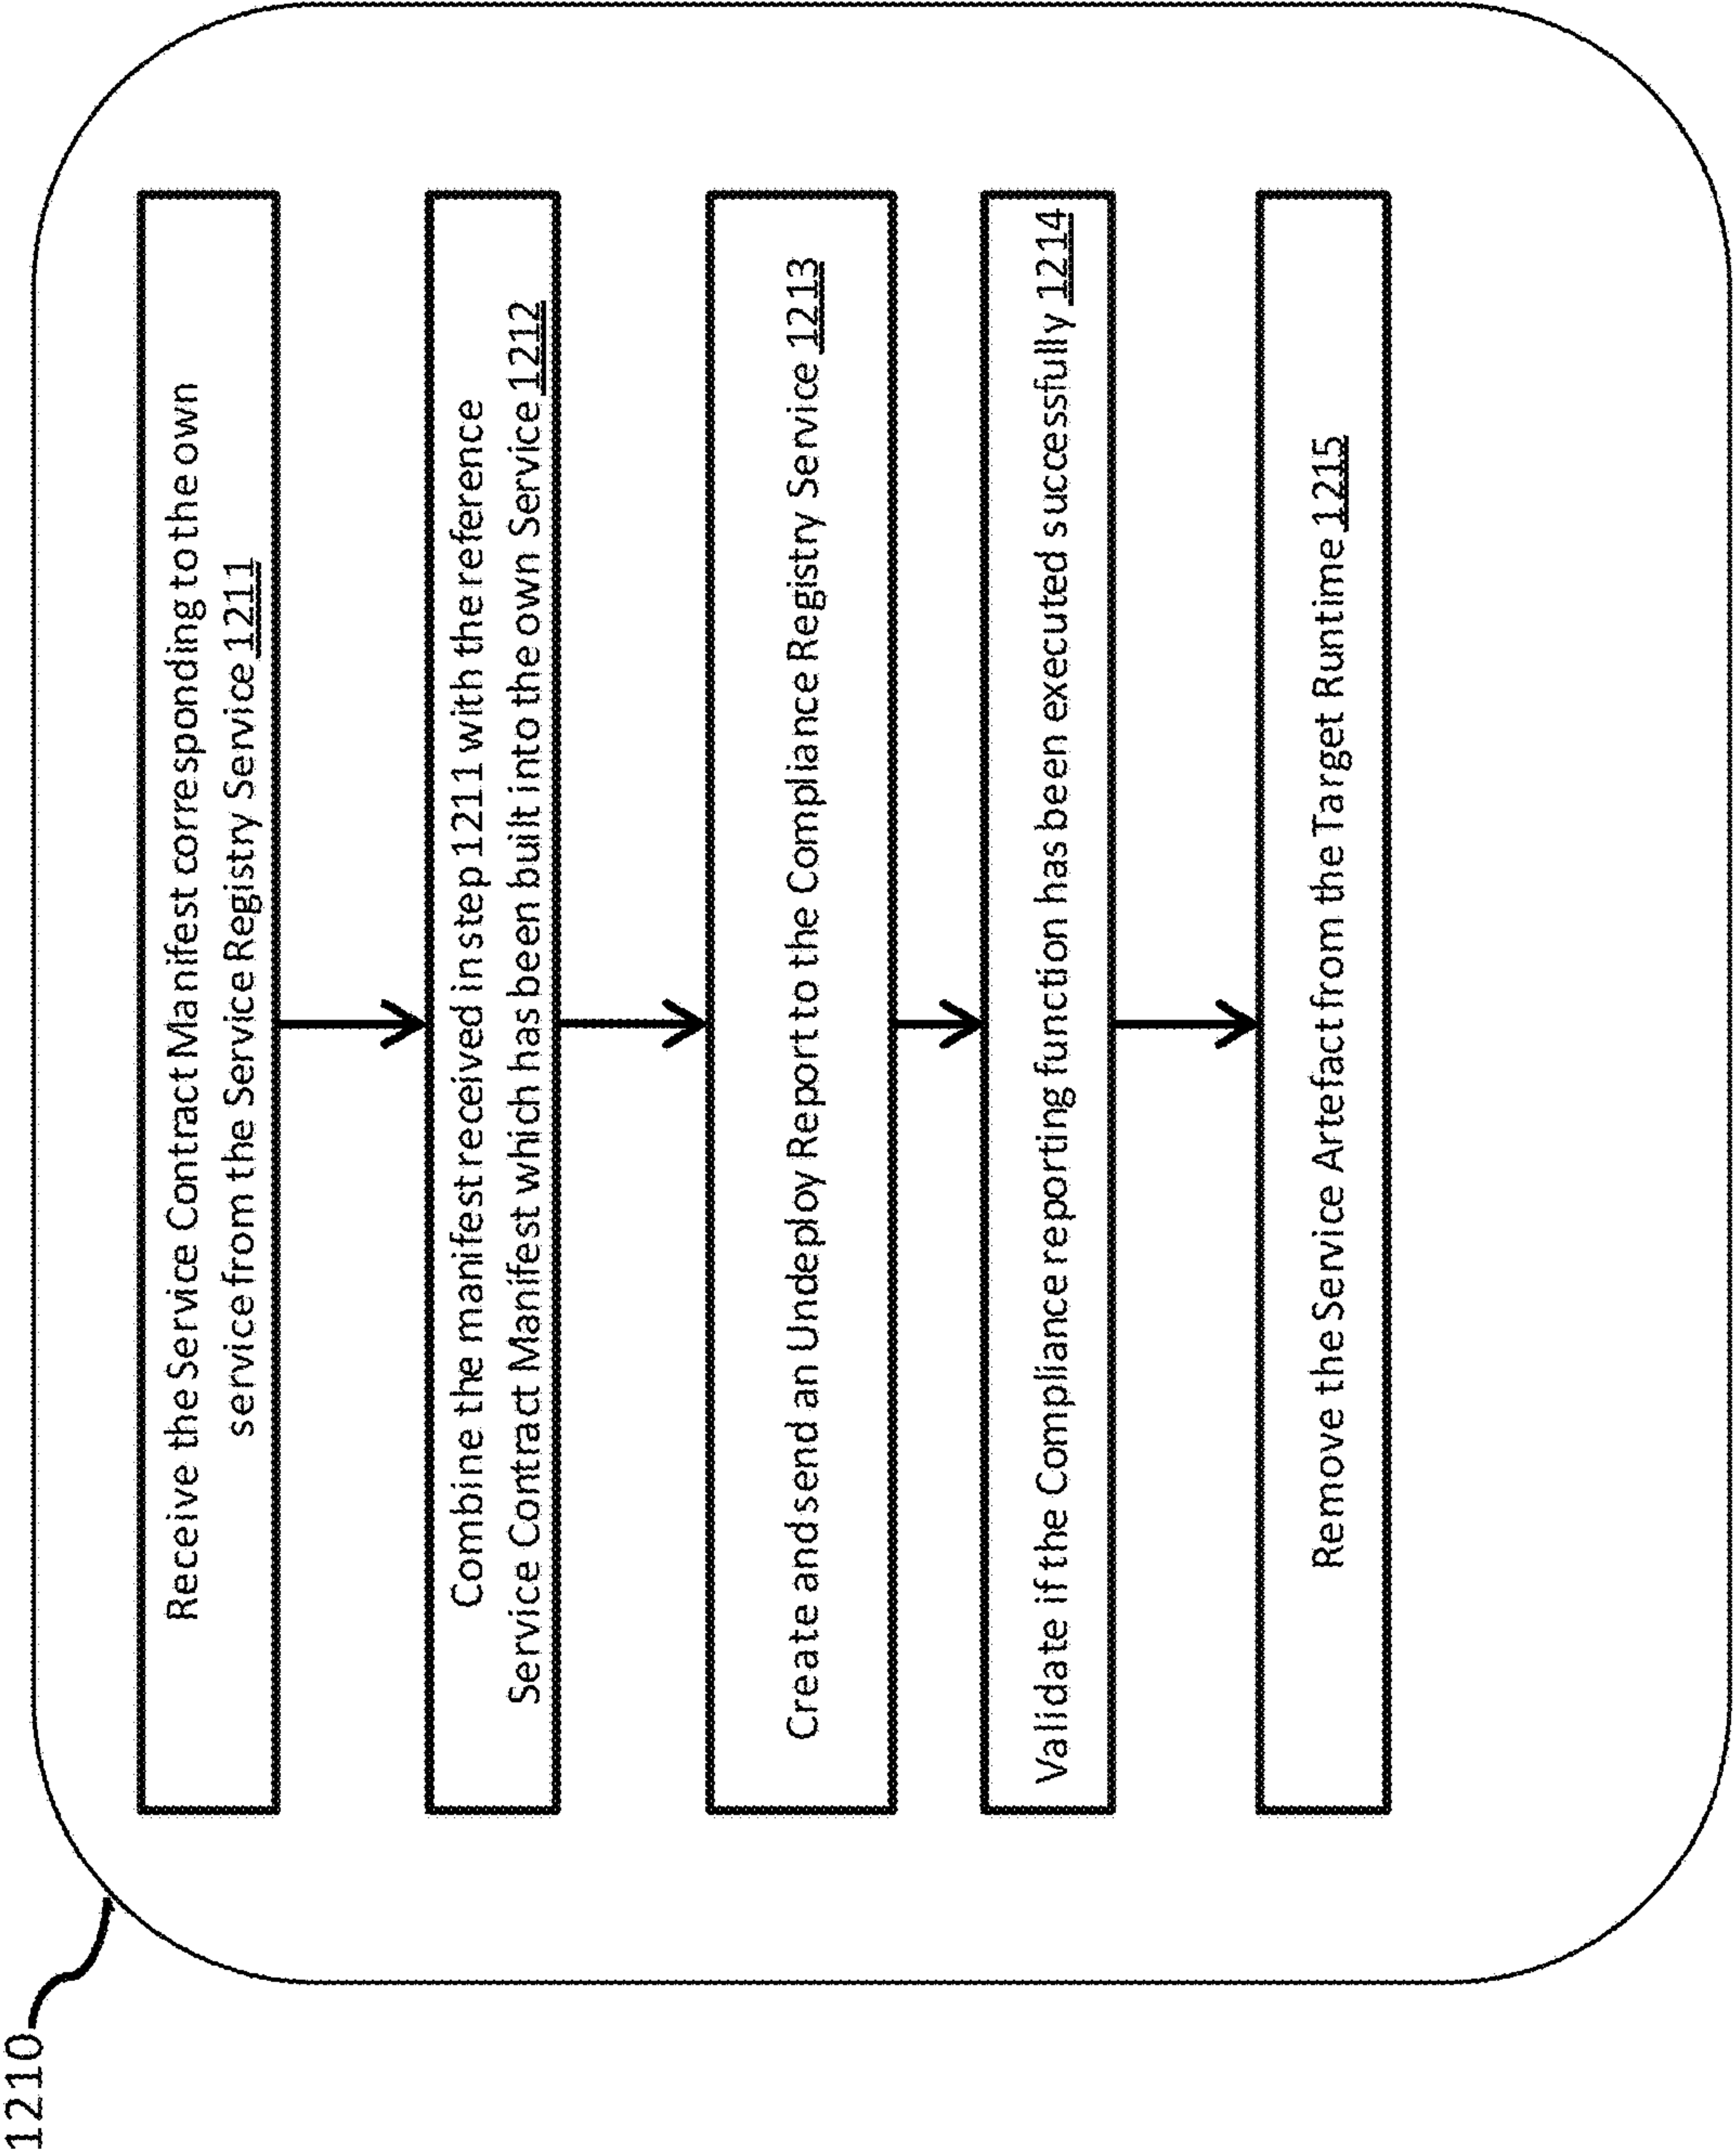 1210
Receive the Service Contract Manifest corresponding to the own
service from the Service Registry Service 1211
Combine the manifest received in step 1211 with the reference
Service Contract Manifest which has been built into the own Service 1212
Create and send an Undeploy Report to the Compliance Registry Service 1213
Validate if the Compliance reporting function has been executed successfully 1214
Remove the Service Artefact from the Target Runtime 1215